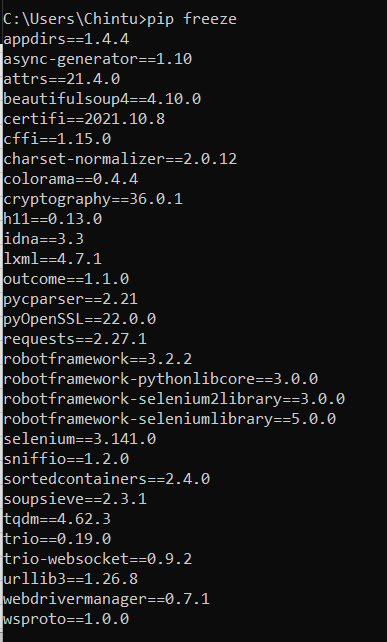 C:\Users\Chintu>pip freeze
appdirs==1.4.4
async-generator==1.10
attrs==21.4.0
beautifulsoup4==4.10.0
certifi==2021.10.8
cffi==1.15.0
charset-normalizer==2.0.12
colorama==0.4.4
cryptography==36.0.1
h11==0.13.0
idna==3.3
lxml==4.7.1
outcome==1.1.0
pycparser==2.21
pyOpenSSL==22.0.0
requests==2.27.1
robotframework==3.2.2
robotframework-pythonlibcore==3.0.0
robotframework-selenium2library==3.0.0
robotframework-seleniumlibrary==5.0.0
selenium==3.141.0
sniffio==1.2.0
sortedcontainers==2.4.0
soupsieve==2.3.1
tqdm==4.62.3
trio==0.19.0
trio-websocket==0.9.2
urllib3==1.26.8
webdrivermanager==0.7.1
wsproto==1.0.0